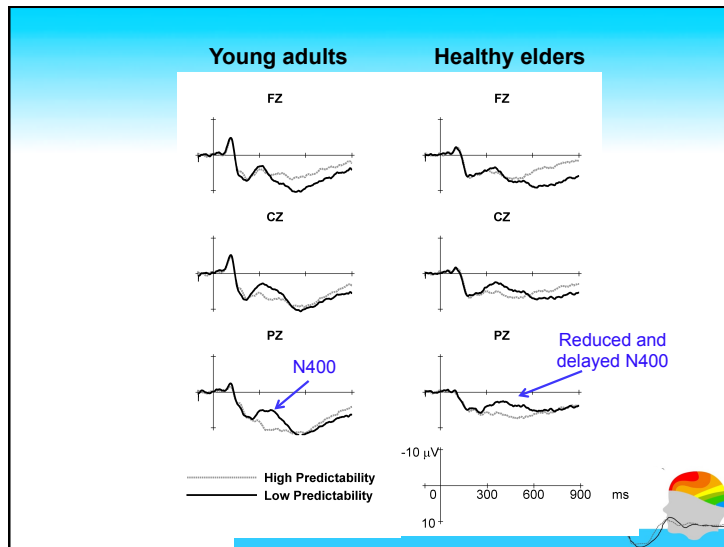 Young adults
Healthy elders
FZ
FZ
CZ
CZ
PZ
PZ
N400
Reduced and
delayed N400
High Predictability
Low Predictability
-10 μV
0 300 600 900 ms
10